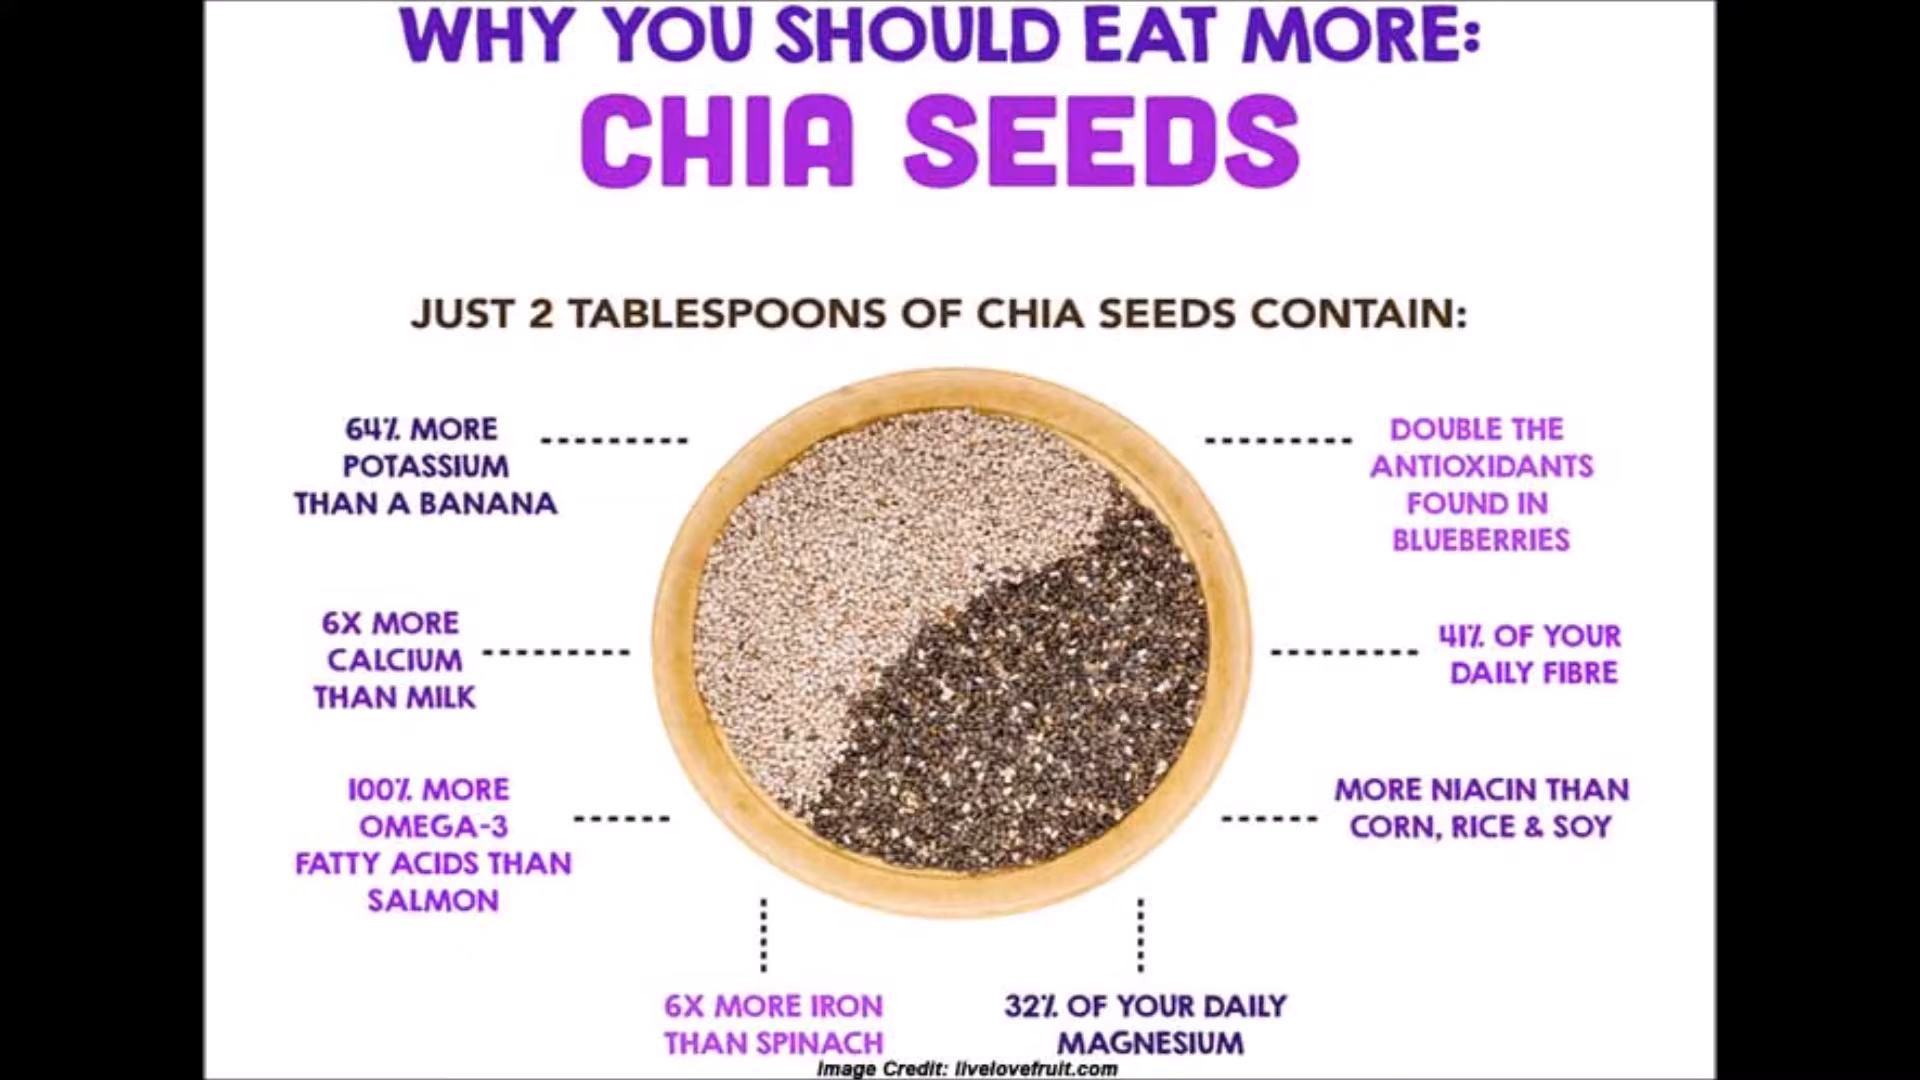 WHY YOU SHOULD EAT MORE:
CHIA SEEDS
JUST 2 TABLESPOONS OF CHIA SEEDS CONTAIN:
64% MORE
POTASSIUM
THAN A BANANA
6X MORE
CALCIUM
THAN MILK
100% MORE
OMEGA-3
FATTY ACIDS THAN
SALMON
DOUBLE THE
ANTIOXIDANTS
FOUND IN
BLUEBERRIES
41% OF YOUR
DAILY FIBRE
MORE NIACIN THAN
CORN, RICE & SOY
6X MORE IRON
THAN SPINACH
32% OF YOUR DAILY
MAGNESIUM
Image Credit: livelovefruit.com